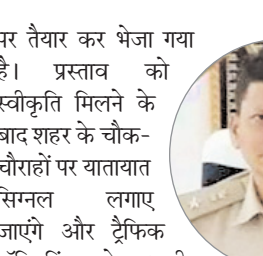 पर तैयार कर भेजा गया
है। प्रस्ताव को
स्वीकृति मिलने के
बाद शहर के चौक-
चौराहों पर यातायात
सिग्नल लगाए
जाएंगे और ट्रैफिक